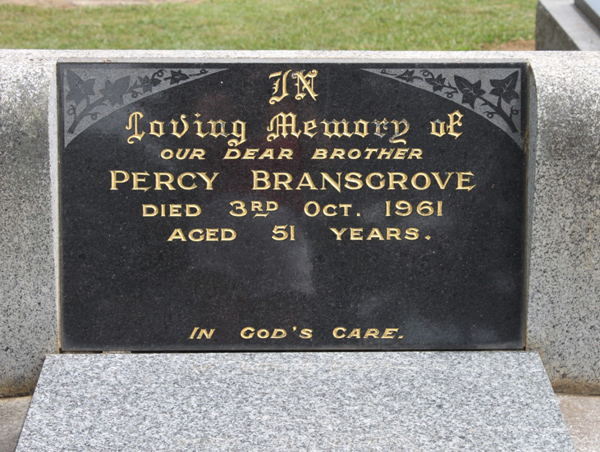 In
Loving Memory of
OUR DEAR BROTHER
PERCY BRANSGROVE
DIED 3RD OCT. 1961
AGED 51 YEARS.
IN GOD'S CARE.